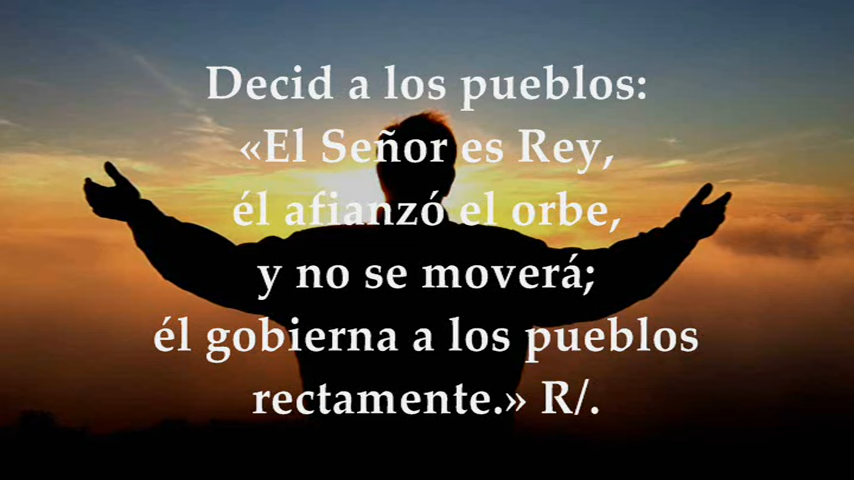 Decid a los pueblos:
«El Señor es Rey,
él afianzó el orbe,
y no se moverá;
él gobierna a los pueblos
rectamente.» R/.